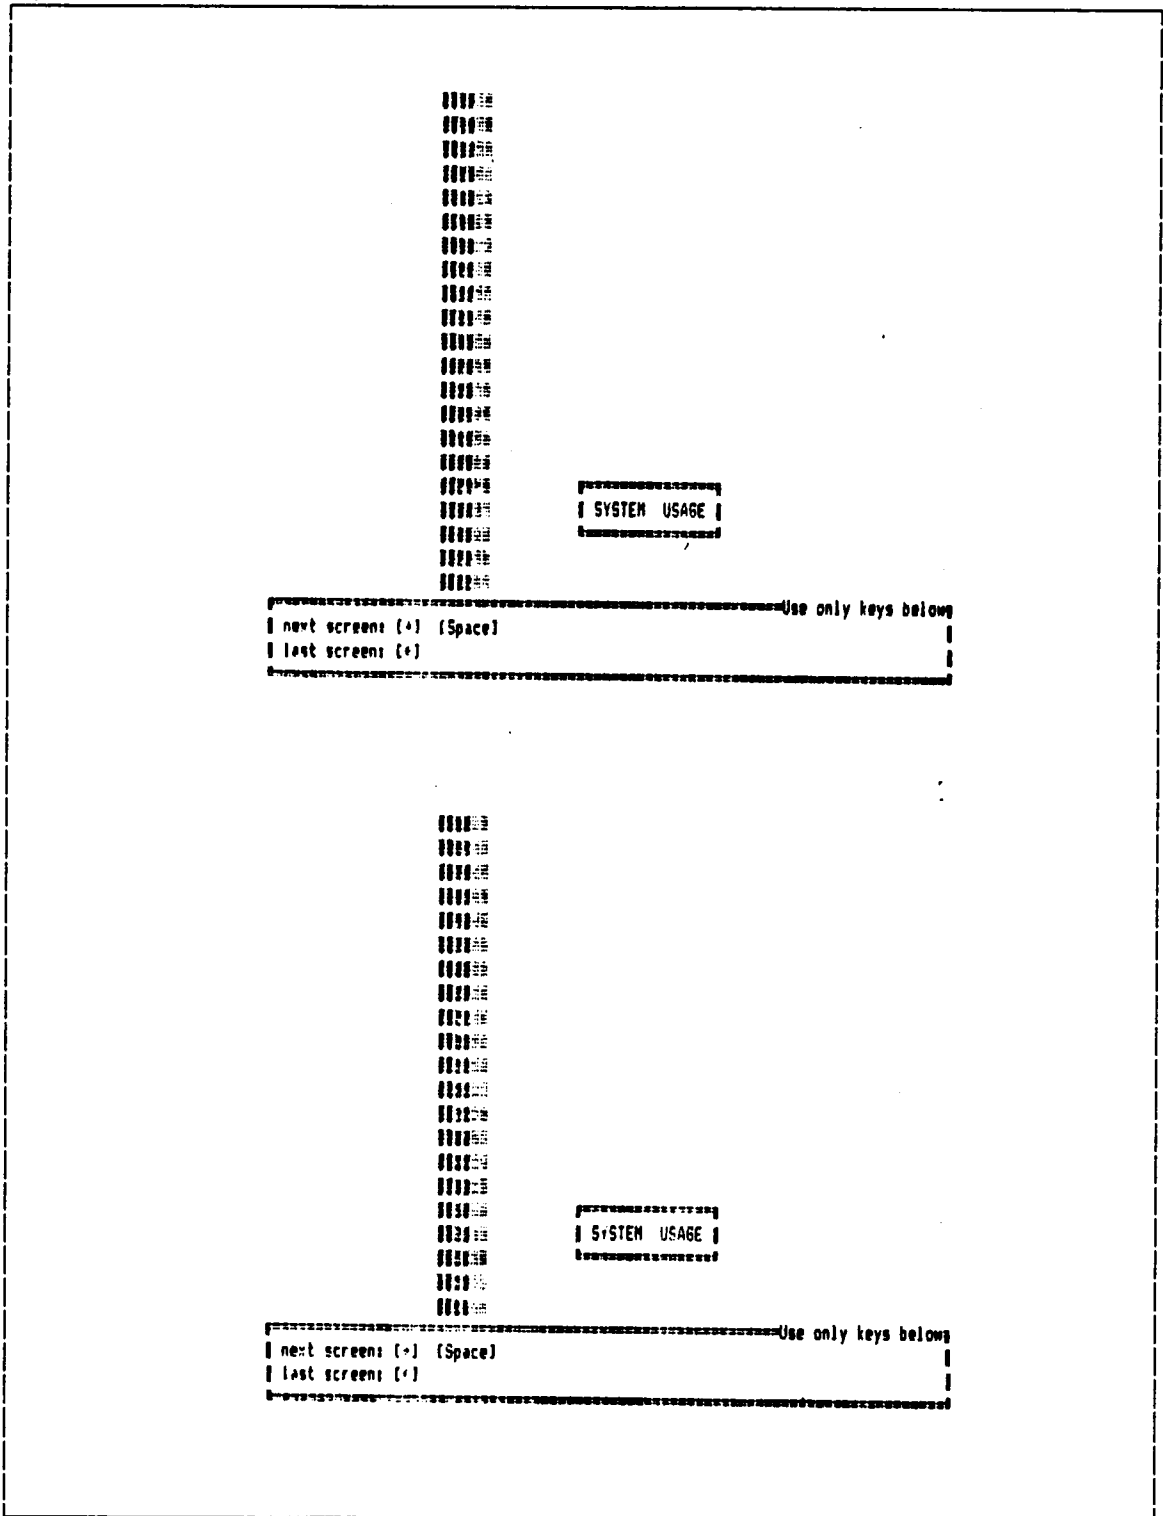 SYSTEM USAGE
Use only keys below
next screen: [→] [Space]
last screen: [←]
SYSTEM USAGE
Use only keys below
next screen: [→] [Space]
last screen: [←]